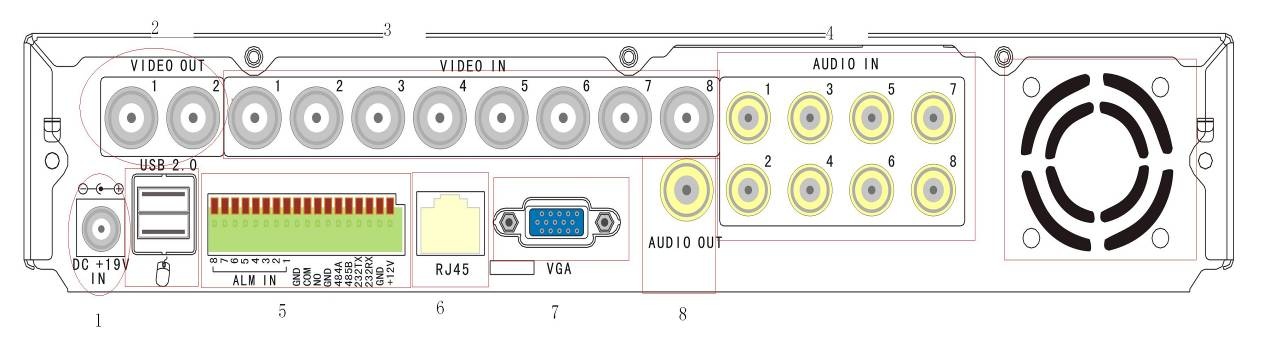 2
3
4
VIDEO OUT
VIDEO IN
AUDIO IN
1 2
1 2 3 4 5 6 7 8
1 3 5 7
2 4 6 8
USB 2.0
DC +19V
IN
8 7 6 5 4 3 2 1
ALM IN
GND
COM
NO
GND
484A
485B
232TX
232RX
GND
+12V
RJ45
VGA
AUDIO OUT
1
5
6
7
8